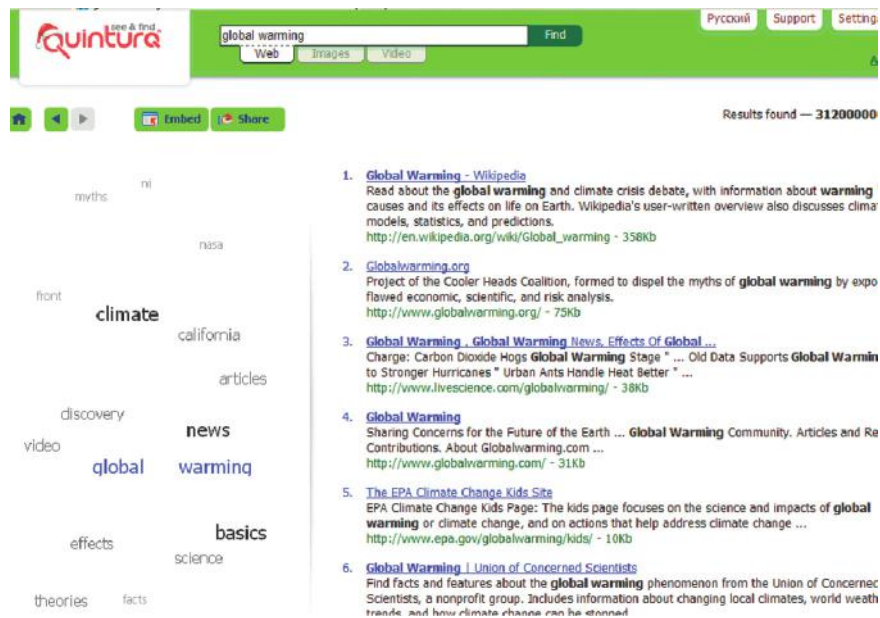 see & find
Quintura
global warming
Find
Web Images Video
Русский Support Setting
Embed Share
Results found —
myths
nasa
front
climate
california
articles
discovery
news
video
global warming
basics
effects
science
theories facts
1. Global Warming - Wikipedia
Read about the global warming and climate crisis debate, with information about warming
causes and its effects on life on Earth. Wikipedia's user-written overview also discusses climat
models, statistics, and predictions.
http://en.wikipedia.org/wiki/Global_warming - 358Kb
2. Globalwarming.org
Project of the Cooler Heads Coalition, formed to dispel the myths of global warming by expo
flawed economic, scientific, and risk analysis.
http://www.globalwarming.org/ - 75Kb
3. Global Warming . Global Warming News, Effects Of Global ...
Charge: Carbon Dioxide Hogs Global Warming Stage " ... Old Data Supports Global Warmin
to Stronger Hurricanes " Urban Ants Handle Heat Better " ...
http://www.livescience.com/globalwarming/ - 38Kb
4. Global Warming
Sharing Concerns for the Future of the Earth ... Global Warming Community. Articles and Re
Contributions. About Globalwarming.com ...
http://www.globalwarming.com/ - 31Kb
5. The EPA Climate Change Kids Site
EPA Climate Change Kids Page: The kids page focuses on the science and impacts of global
warming or climate change, and on actions that help address climate change ...
http://www.epa.gov/globalwarming/kids/ - 10Kb
6. Global Warming | Union of Concerned Scientists
Find facts and features about the global warming phenomenon from the Union of Concerned
Scientists, a nonprofit group. Includes information about changing local climates, world weath
trends, and how climate change can be stopped